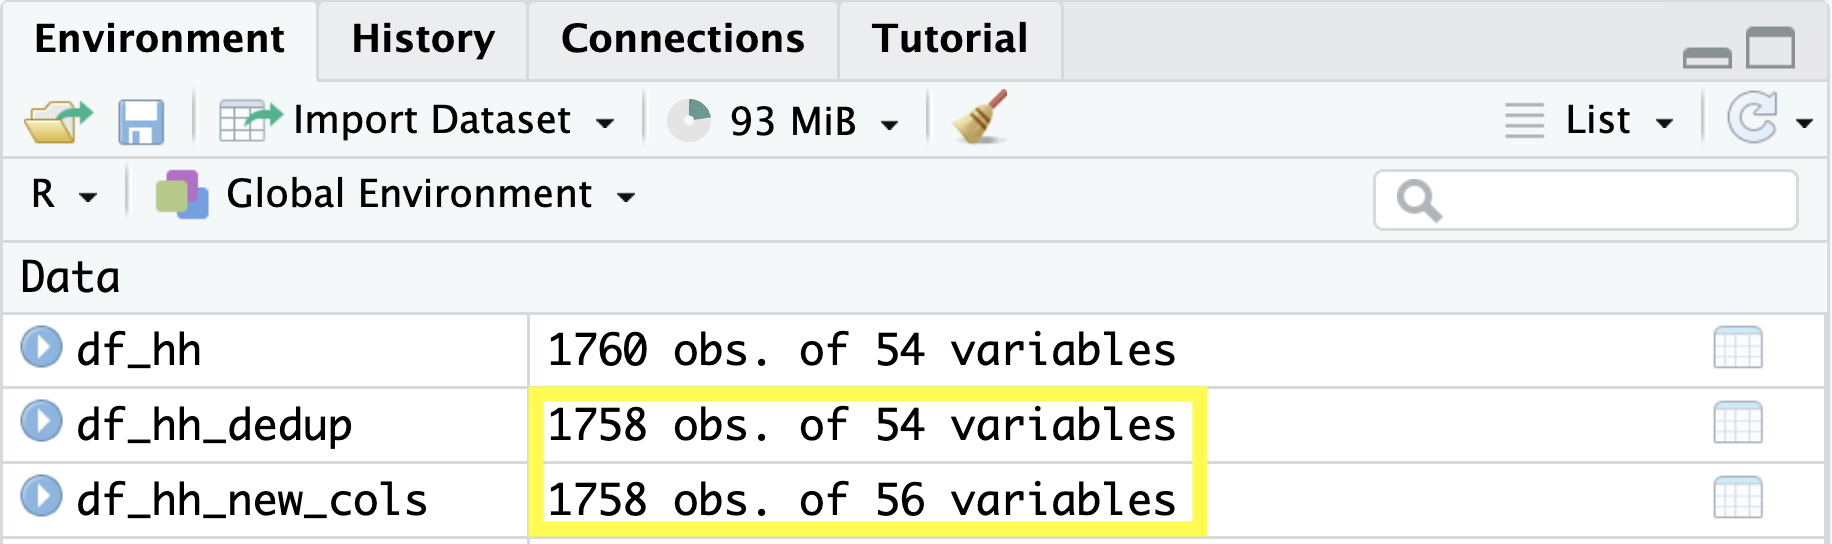 Environment History Connections Tutorial
Import Dataset 93 MiB List
R Global Environment
Data
df_hh 1760 obs. of 54 variables
df_hh_dedup 1758 obs. of 54 variables
df_hh_new_cols 1758 obs. of 56 variables